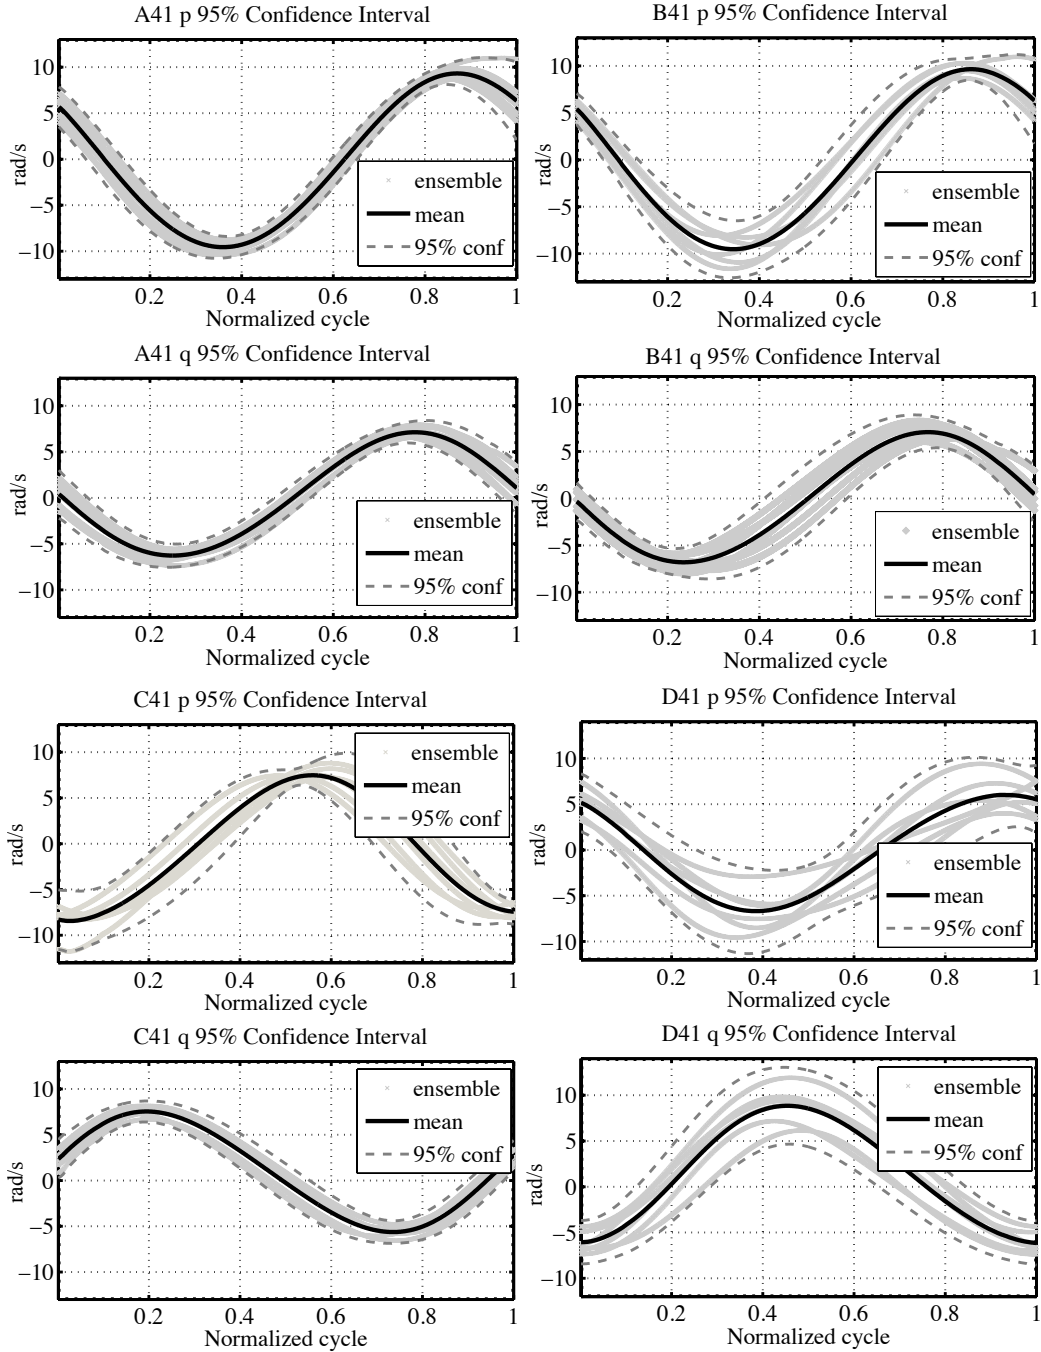 A41 p 95% Confidence Interval
10
5
0
−5
−10
rad/s
ensemble
mean
95% conf
0.2 0.4 0.6 0.8 1
Normalized cycle
B41 p 95% Confidence Interval
10
5
0
−5
−10
rad/s
ensemble
mean
95% conf
0.2 0.4 0.6 0.8 1
Normalized cycle
A41 q 95% Confidence Interval
10
5
0
−5
−10
rad/s
ensemble
mean
95% conf
0.2 0.4 0.6 0.8 1
Normalized cycle
B41 q 95% Confidence Interval
10
5
0
−5
−10
rad/s
ensemble
mean
95% conf
0.2 0.4 0.6 0.8 1
Normalized cycle
C41 p 95% Confidence Interval
10
5
0
−5
−10
rad/s
ensemble
mean
95% conf
0.2 0.4 0.6 0.8 1
Normalized cycle
D41 p 95% Confidence Interval
10
5
0
−5
−10
rad/s
ensemble
mean
95% conf
0.2 0.4 0.6 0.8 1
Normalized cycle
C41 q 95% Confidence Interval
10
5
0
−5
−10
rad/s
ensemble
mean
95% conf
0.2 0.4 0.6 0.8 1
Normalized cycle
D41 q 95% Confidence Interval
10
5
0
−5
−10
rad/s
ensemble
mean
95% conf
0.2 0.4 0.6 0.8 1
Normalized cycle